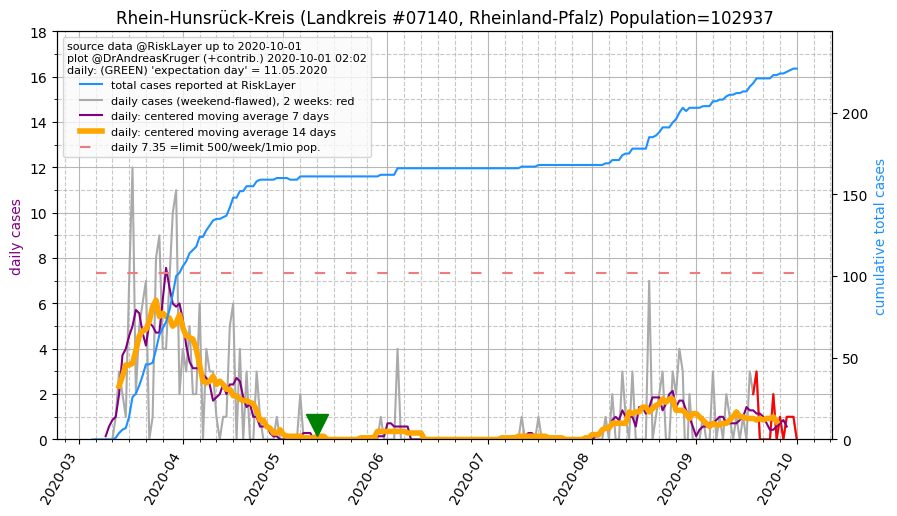 Rhein-Hunsrück-Kreis (Landkreis #07140, Rheinland-Pfalz) Population=102937
source data @RiskLayer up to 2020-10-01
plot @DrAndreasKruger (+contrib.) 2020-10-01 02:02
daily: (GREEN) 'expectation day' = 11.05.2020
total cases reported at RiskLayer
daily cases (weekend-flawed), 2 weeks: red
daily: centered moving average 7 days
daily: centered moving average 14 days
daily 7.35 =limit 500/week/1mio pop.
daily cases
18
16
14
12
10
8
6
4
2
0
cumulative total cases
200
150
100
50
0
2020-03
2020-04
2020-05
2020-06
2020-07
2020-08
2020-09
2020-10